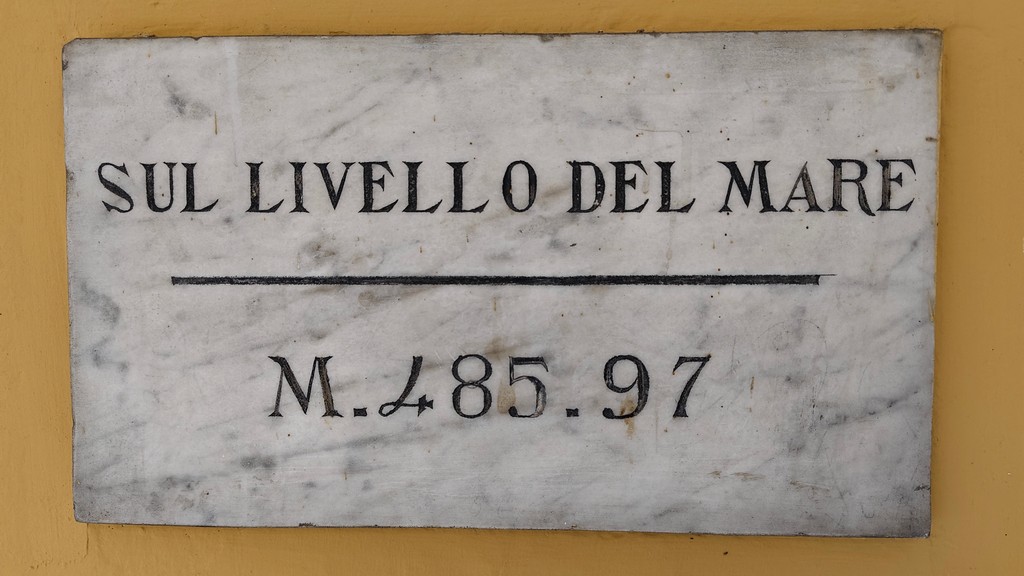 SUL LIVELLO DEL MARE
M. 485.97